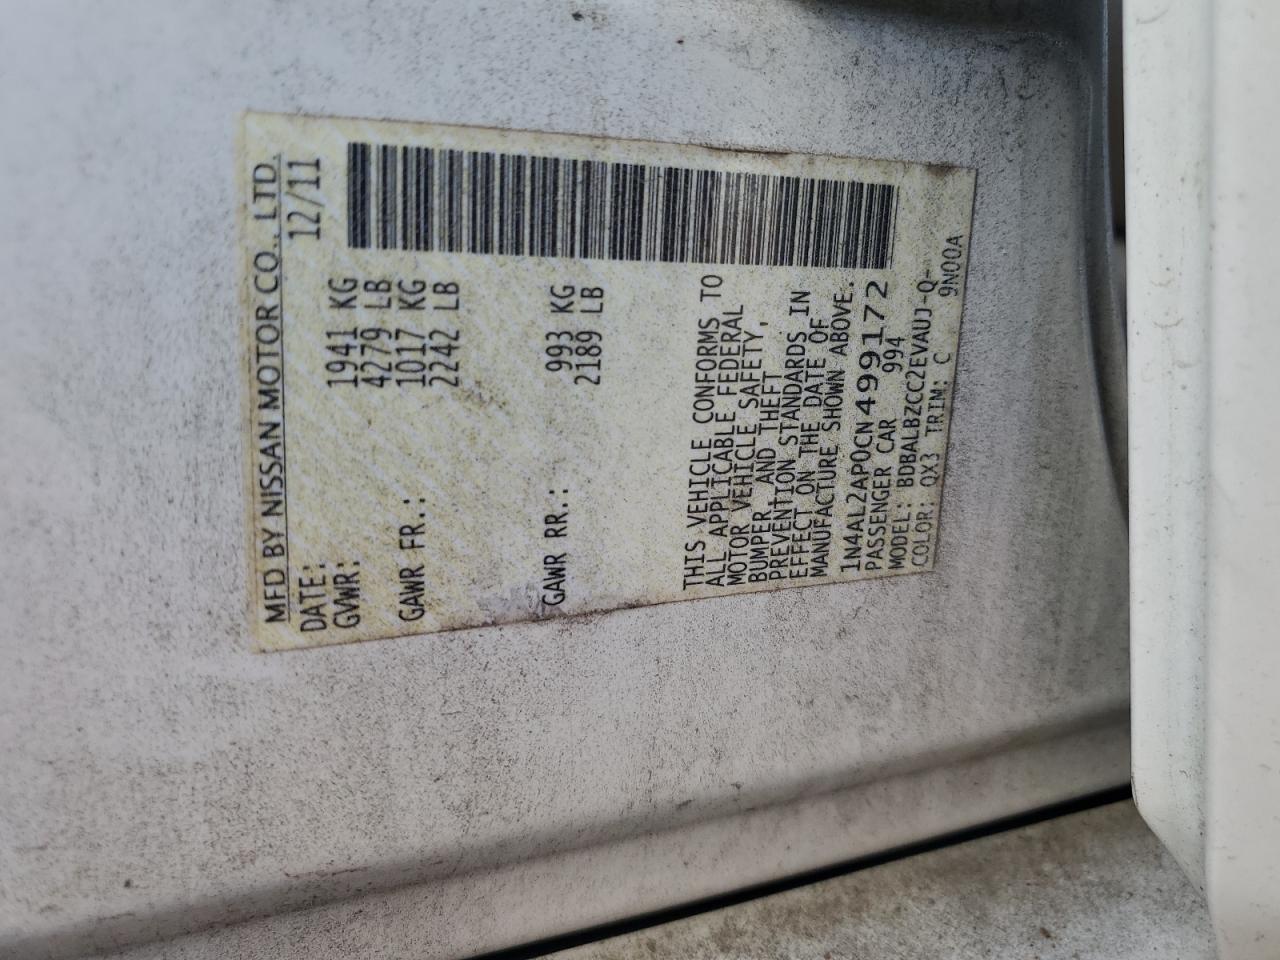 MFD BY NISSAN MOTOR CO., LTD.
DATE: 12/11
GVWR: 1941 KG
4279 LB
GAWR FR.: 1017 KG
2242 LB
GAWR RR.: 993 KG
2189 LB
THIS VEHICLE CONFORMS TO
ALL APPLICABLE FEDERAL
MOTOR VEHICLE SAFETY,
BUMPER, AND THEFT
PREVENTION STANDARDS IN
EFFECT ON THE DATE OF
MANUFACTURE SHOWN ABOVE.
1N4AL2AP0CN499172
PASSENGER CAR 994
MODEL: BDBALBZCC2EVAUJ-Q-
COLOR: QX3 TRIM: C 9N00A